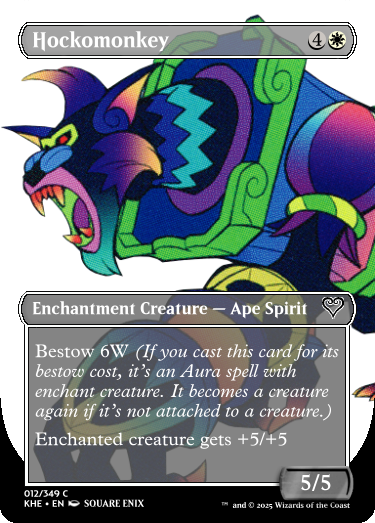 Hockomonkey 4
Enchantment Creature — Ape Spirit
Bestow 6W (If you cast this card for its
bestow cost, it's an Aura spell with
enchant creature. It becomes a creature
again if it's not attached to a creature.)
Enchanted creature gets +5/+5
5/5
012/349 C
KHE • EN SQUARE ENIX
™ and © 2025 Wizards of the Coast